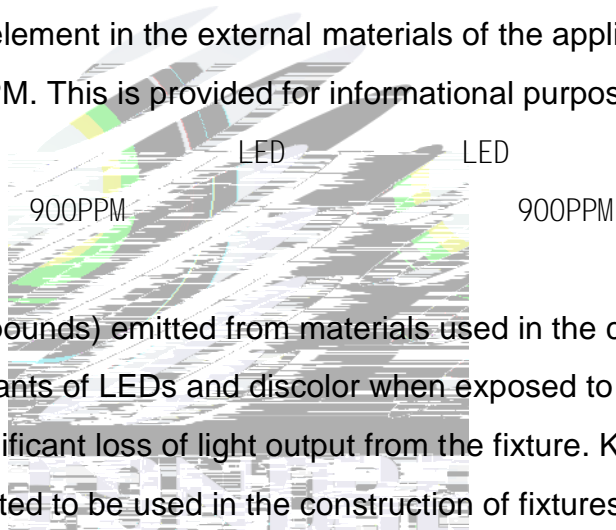 element in the external materials of the appli
PM. This is provided for informational purpos
LED LED
900PPM 900PPM
ounds) emitted from materials used in the c
ants of LEDs and discolor when exposed to
ificant loss of light output from the fixture. K
ted to be used in the construction of fixtures